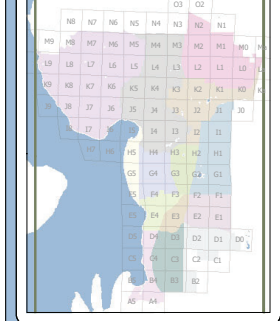 O3 O2
N8 N7 N6 N5 N4 N3 N2 N1
M9 M8 M7 M6 M5 M4 M3 M2 M1 M0
L9 L8 L7 L6 L5 L4 L3 L2 L1 L0
K9 K8 K7 K6 K5 K4 K3 K2 K1 K0
J8 J7 J6 J5 J4 J3 J2 J1 J0
I7 I5 I4 I3 I2 I1
H7 H6 H5 H4 H3 H2 H1
G5 G4 G3 G2 G1
F5 F4 F3 F2 F1
E5 E4 E3 E2 E1
D5 D4 D3 D2 D1 D0
C5 C4 C3 C2 C1
B5 B4 B3 B2
A5 A4